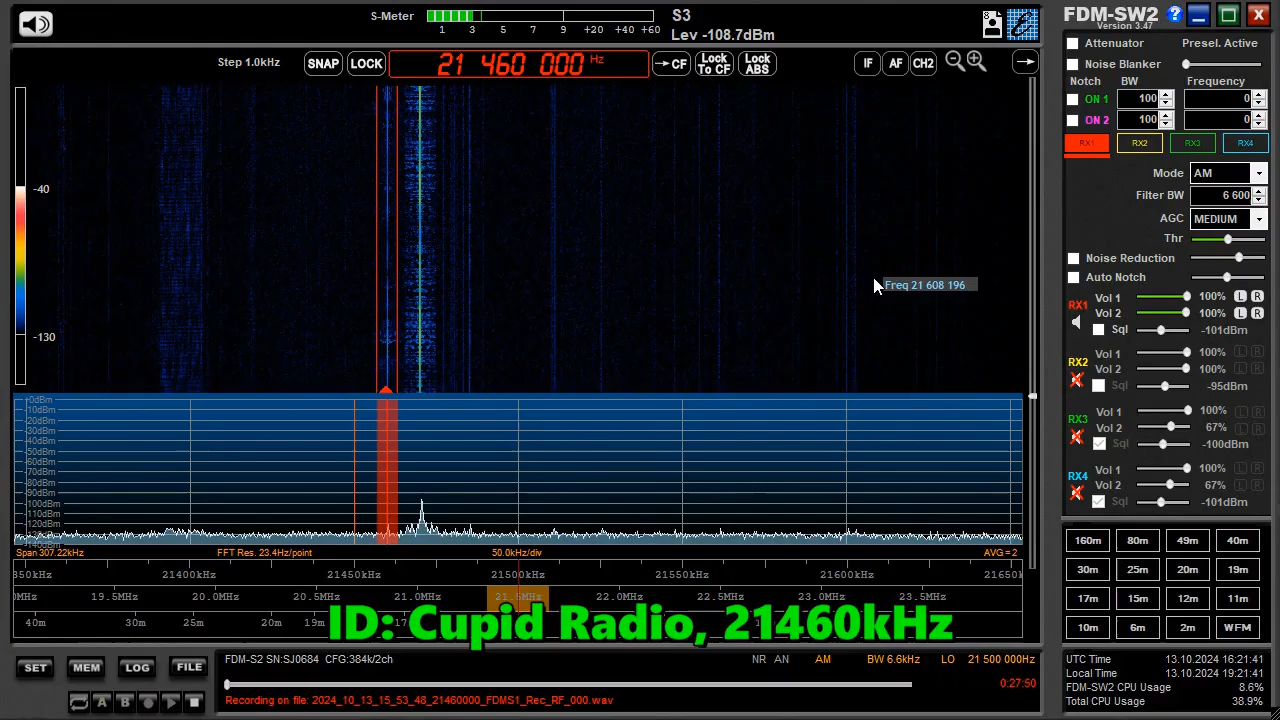 S-Meter
1 3 5 7 9 +20 +40 +60
S3
Lev -108.7dBm
FDM-SW2
Version 3.47
Step 1.0kHz
SNAP LOCK 21 460 000 Hz →CF Lock To CF Lock ABS IF AF CH2
-40
-130
Freq 21 608 196
+0dBm
-10dBm
-20dBm
-30dBm
-40dBm
-50dBm
-60dBm
-70dBm
-80dBm
-90dBm
-100dBm
-110dBm
-120dBm
-130dBm
Span 307.22kHz FFT Res. 23.4Hz/point 50.0kHz/div AVG=2
350kHz 21400kHz 21450kHz 21500kHz 21550kHz 21600kHz 21650k
MHz 19.5MHz 21.0MHz 21.5MHz 22.0MHz 22.5MHz 23.0MHz 23.5MHz
40m 30m 25m 20m
ID: Cupid Radio, 21460kHz
Attenuator Presel. Active
Noise Blanker
Notch BW Frequency
ON 1 100 0
ON 2 100 0
RX1 RX2 RX3 RX4
Mode AM
Filter BW 6 600
AGC MEDIUM
Thr
Noise Reduction
Auto Notch
RX1 Vol 1 100% L R
Vol 2 100% L R
Sql -101dBm
RX2 Vol 1 100% L R
Vol 2 100% L R
Sql -95dBm
RX3 Vol 1 100% L R
Vol 2 67% L R
Sql -100dBm
RX4 Vol 1 100% L R
Vol 2 67% L R
Sql -101dBm
160m 80m 49m 40m
30m 25m 20m 19m
17m 15m 12m 11m
10m 6m 2m WFM
SET MEM LOG FILE
A B
FDM-S2 SN:SJ0684 CFG:384k/2ch NR AN AM BW 6.6kHz LO 21 500 000Hz
0:27:50
Recording on file: 2024_10_13_15_53_48_21460000_FDMS1_Rec_RF_000.wav
UTC Time 13.10.2024 16:21:41
Local Time 13.10.2024 19:21:41
FDM-SW2 CPU Usage 8.6%
Total CPU Usage 38.9%